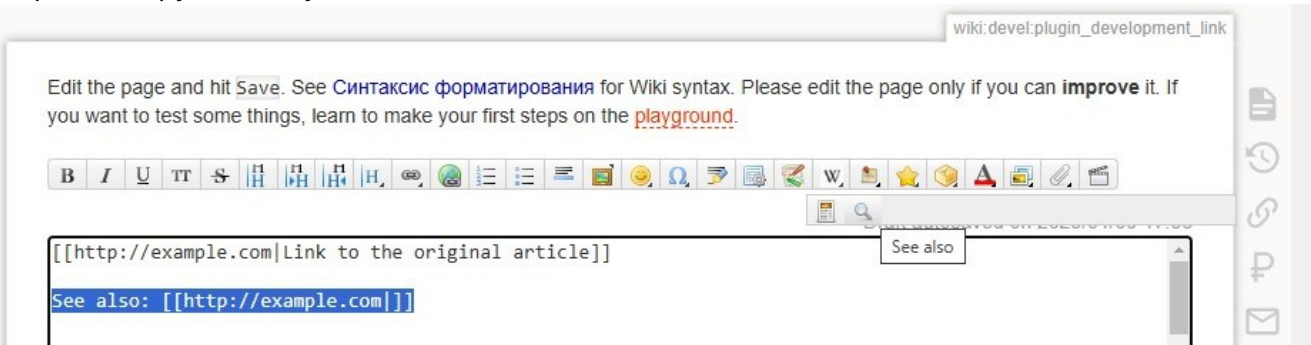 wiki:devel:plugin_development_link
Edit the page and hit Save. See Синтаксис форматирования for Wiki syntax. Please edit the page only if you can improve it. If
you want to test some things, learn to make your first steps on the playground.
B I U TT S H H H H Ω W A
See also
[[http://example.com|Link to the original article]]
See also: [[http://example.com|]]